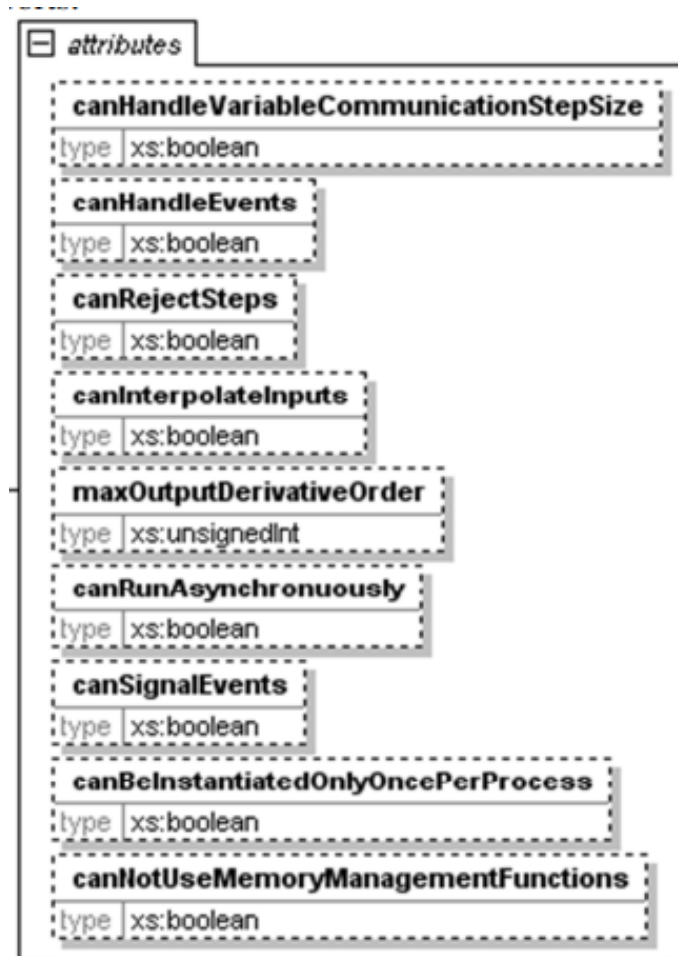 attributes
canHandleVariableCommunicationStepSize
type xs:boolean
canHandleEvents
type xs:boolean
canRejectSteps
type xs:boolean
canInterpolateInputs
type xs:boolean
maxOutputDerivativeOrder
type xs:unsignedInt
canRunAsynchronuously
type xs:boolean
canSignalEvents
type xs:boolean
canBeInstantiatedOnlyOncePerProcess
type xs:boolean
canNotUseMemoryManagementFunctions
type xs:boolean